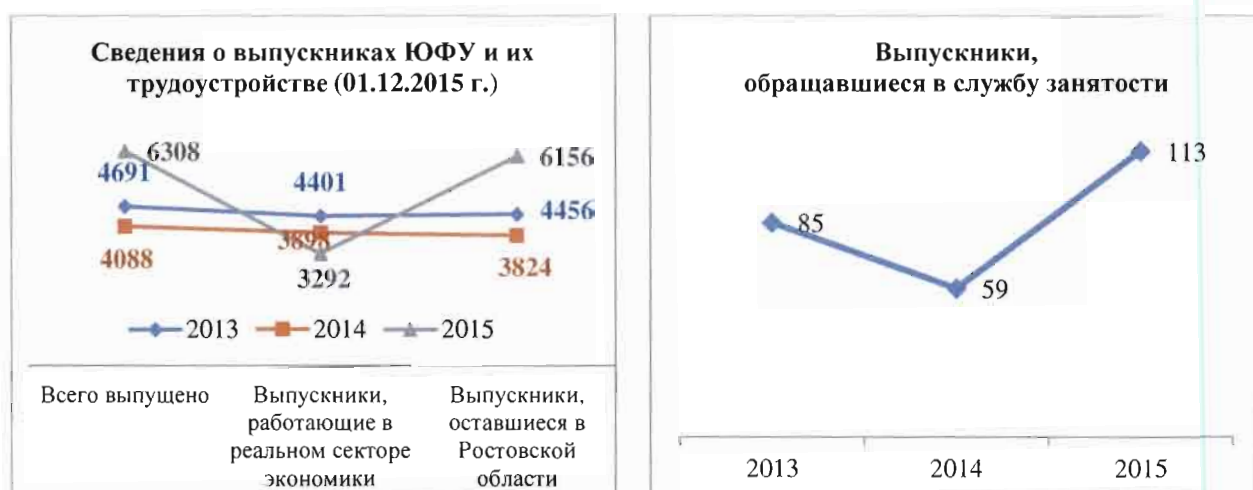 Сведения о выпускниках ЮФУ и их
трудоустройстве (01.12.2015 г.)
6308
4691
4401
6156
4456
4088
3898
3292
3824
2013
2014
2015
Всего выпущено
Выпускники,
работающие в
реальном секторе
экономики
Выпускники,
оставшиеся в
Ростовской
области
Выпускники,
обращавшиеся в службу занятости
85
59
113
2013
2014
2015